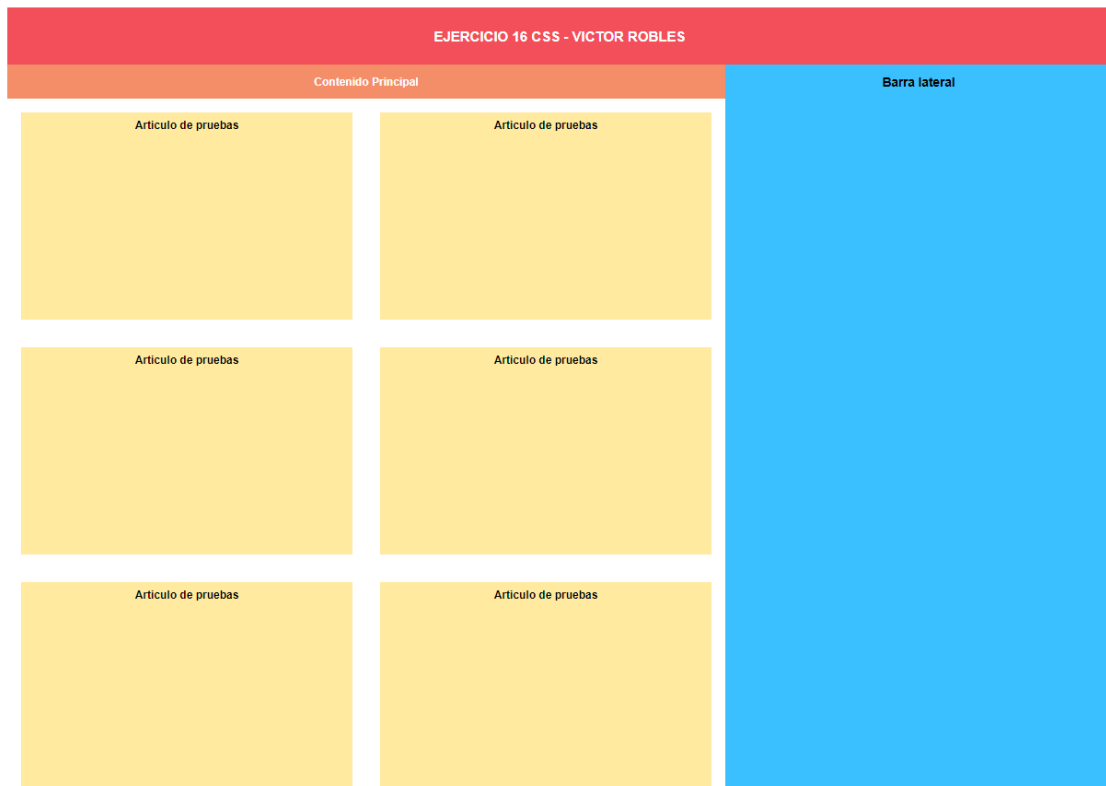 EJERCICIO 16 CSS - VICTOR ROBLES
Contenido Principal
Barra lateral
Articulo de pruebas
Articulo de pruebas
Articulo de pruebas
Articulo de pruebas
Articulo de pruebas
Articulo de pruebas